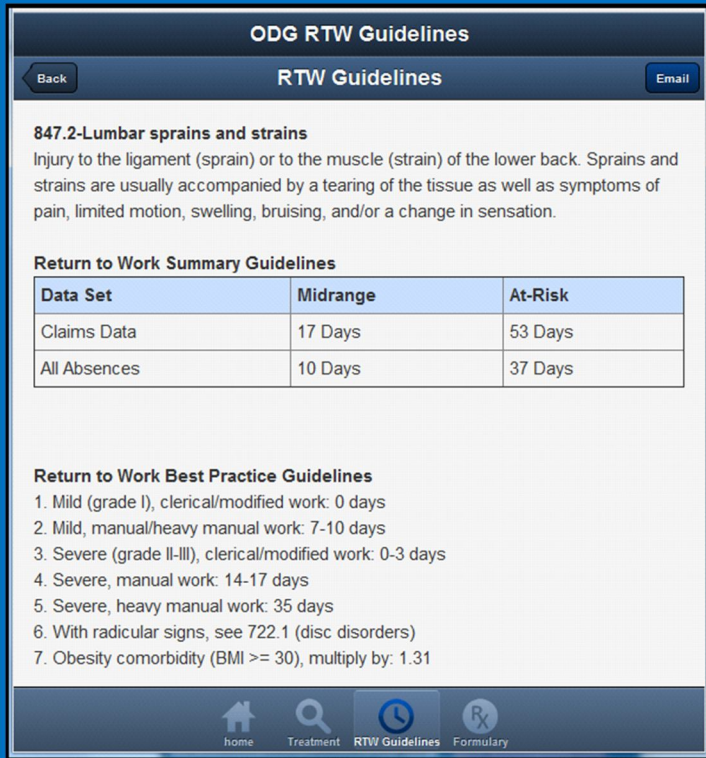 ODG RTW Guidelines
Back
RTW Guidelines
Email
847.2-Lumbar sprains and strains
Injury to the ligament (sprain) or to the muscle (strain) of the lower back. Sprains and
strains are usually accompanied by a tearing of the tissue as well as symptoms of
pain, limited motion, swelling, bruising, and/or a change in sensation.
Return to Work Summary Guidelines
Data Set Midrange At-Risk
Claims Data 17 Days 53 Days
All Absences 10 Days 37 Days
Return to Work Best Practice Guidelines
1. Mild (grade I), clerical/modified work: 0 days
2. Mild, manual/heavy manual work: 7-10 days
3. Severe (grade II-III), clerical/modified work: 0-3 days
4. Severe, manual work: 14-17 days
5. Severe, heavy manual work: 35 days
6. With radicular signs, see 722.1 (disc disorders)
7. Obesity comorbidity (BMI >= 30), multiply by: 1.31
Rx
home Treatment RTW Guidelines Formulary